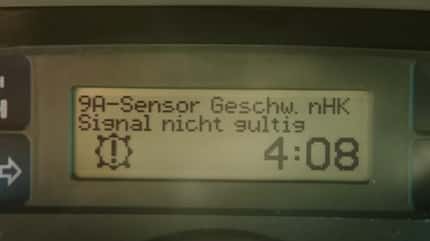 9A-Sensor Geschw. nHK
Signal nicht gultig
4:08